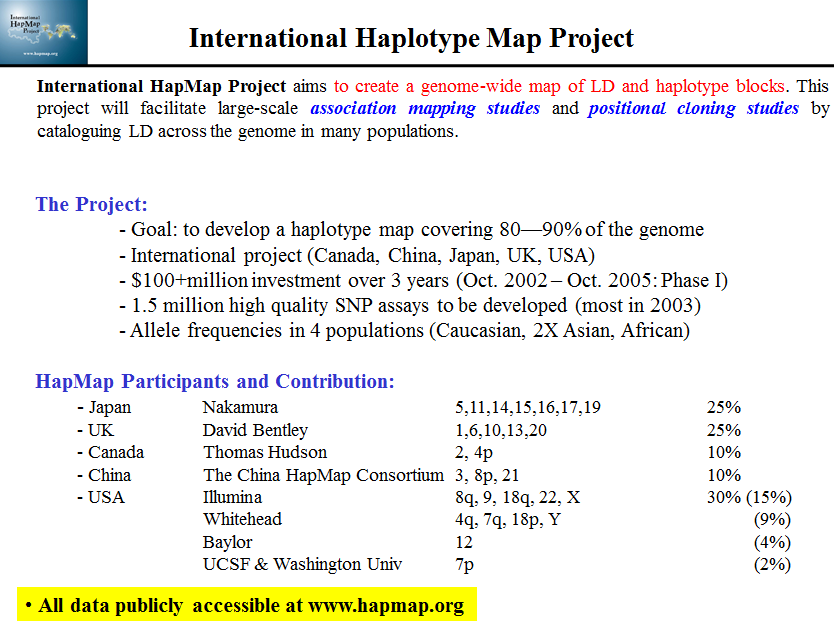 International
HapMap
Project
www.hapmap.org
International Haplotype Map Project
International HapMap Project aims to create a genome-wide map of LD and haplotype blocks. This
project will facilitate large-scale association mapping studies and positional cloning studies by
cataloguing LD across the genome in many populations.
The Project:
- Goal: to develop a haplotype map covering 80—90% of the genome
- International project (Canada, China, Japan, UK, USA)
- $100+million investment over 3 years (Oct. 2002 – Oct. 2005: Phase I)
- 1.5 million high quality SNP assays to be developed (most in 2003)
- Allele frequencies in 4 populations (Caucasian, 2X Asian, African)
HapMap Participants and Contribution:
- Japan Nakamura 5,11,14,15,16,17,19 25%
- UK David Bentley 1,6,10,13,20 25%
- Canada Thomas Hudson 2, 4p 10%
- China The China HapMap Consortium 3, 8p, 21 10%
- USA Illumina 8q, 9, 18q, 22, X 30% (15%)
Whitehead 4q, 7q, 18p, Y (9%)
Baylor 12 (4%)
UCSF & Washington Univ 7p (2%)
• All data publicly accessible at www.hapmap.org